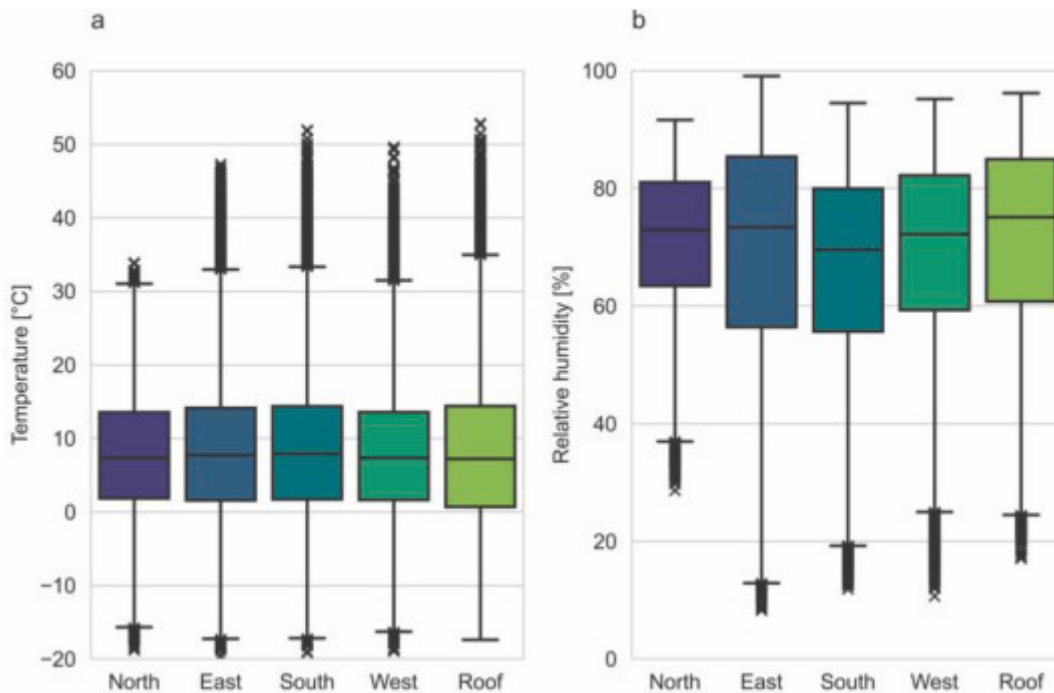 a
60
50
40
30
20
10
0
−10
−20
Temperature [°C]
North East South West Roof
b
100
80
60
40
20
0
Relative humidity [%]
North East South West Roof